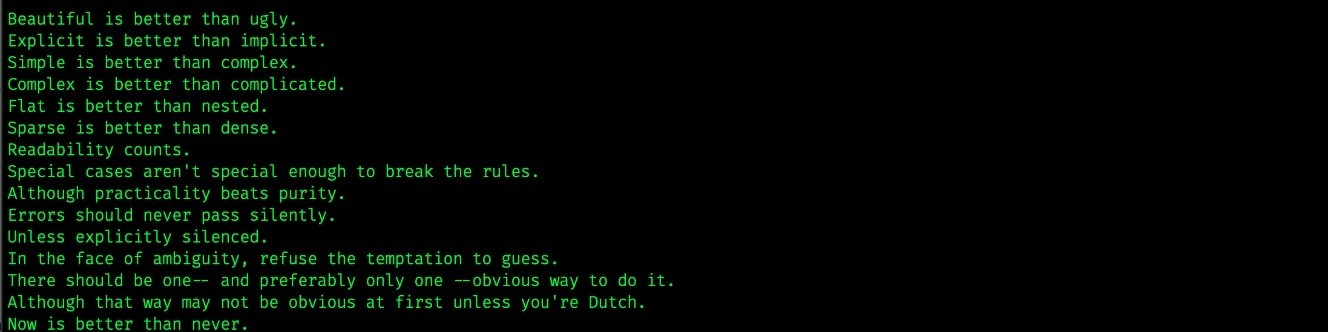 Beautiful is better than ugly.
Explicit is better than implicit.
Simple is better than complex.
Complex is better than complicated.
Flat is better than nested.
Sparse is better than dense.
Readability counts.
Special cases aren't special enough to break the rules.
Although practicality beats purity.
Errors should never pass silently.
Unless explicitly silenced.
In the face of ambiguity, refuse the temptation to guess.
There should be one-- and preferably only one --obvious way to do it.
Although that way may not be obvious at first unless you're Dutch.
Now is better than never.